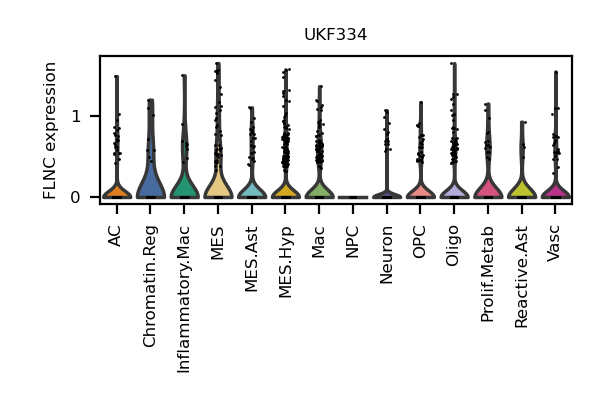 UKF334
FLNC expression
1
0
AC
Chromatin.Reg
Inflammatory.Mac
MES
MES.Ast
MES.Hyp
Mac
NPC
Neuron
OPC
Oligo
Prolif.Metab
Reactive.Ast
Vasc